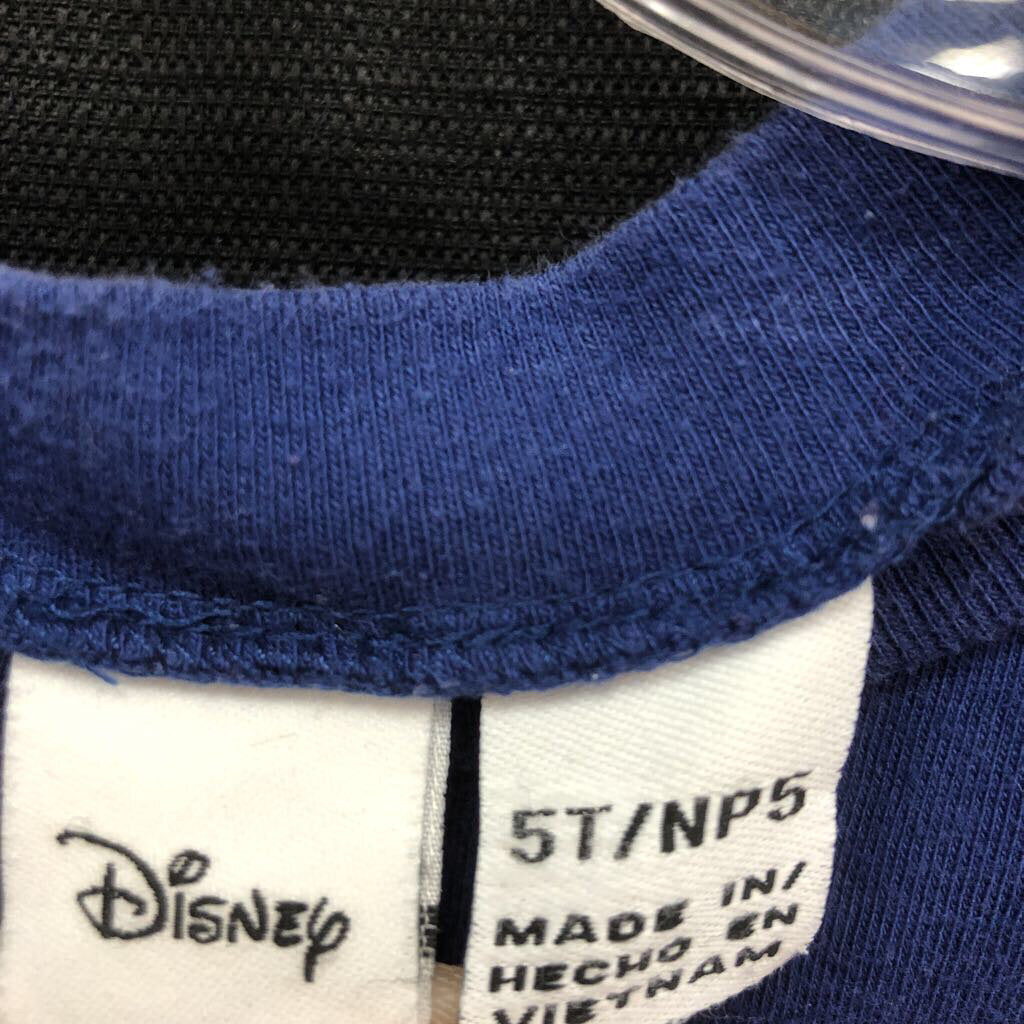 Disney
5T/NP5
MADE IN/
HECHO EN
VIETNAM